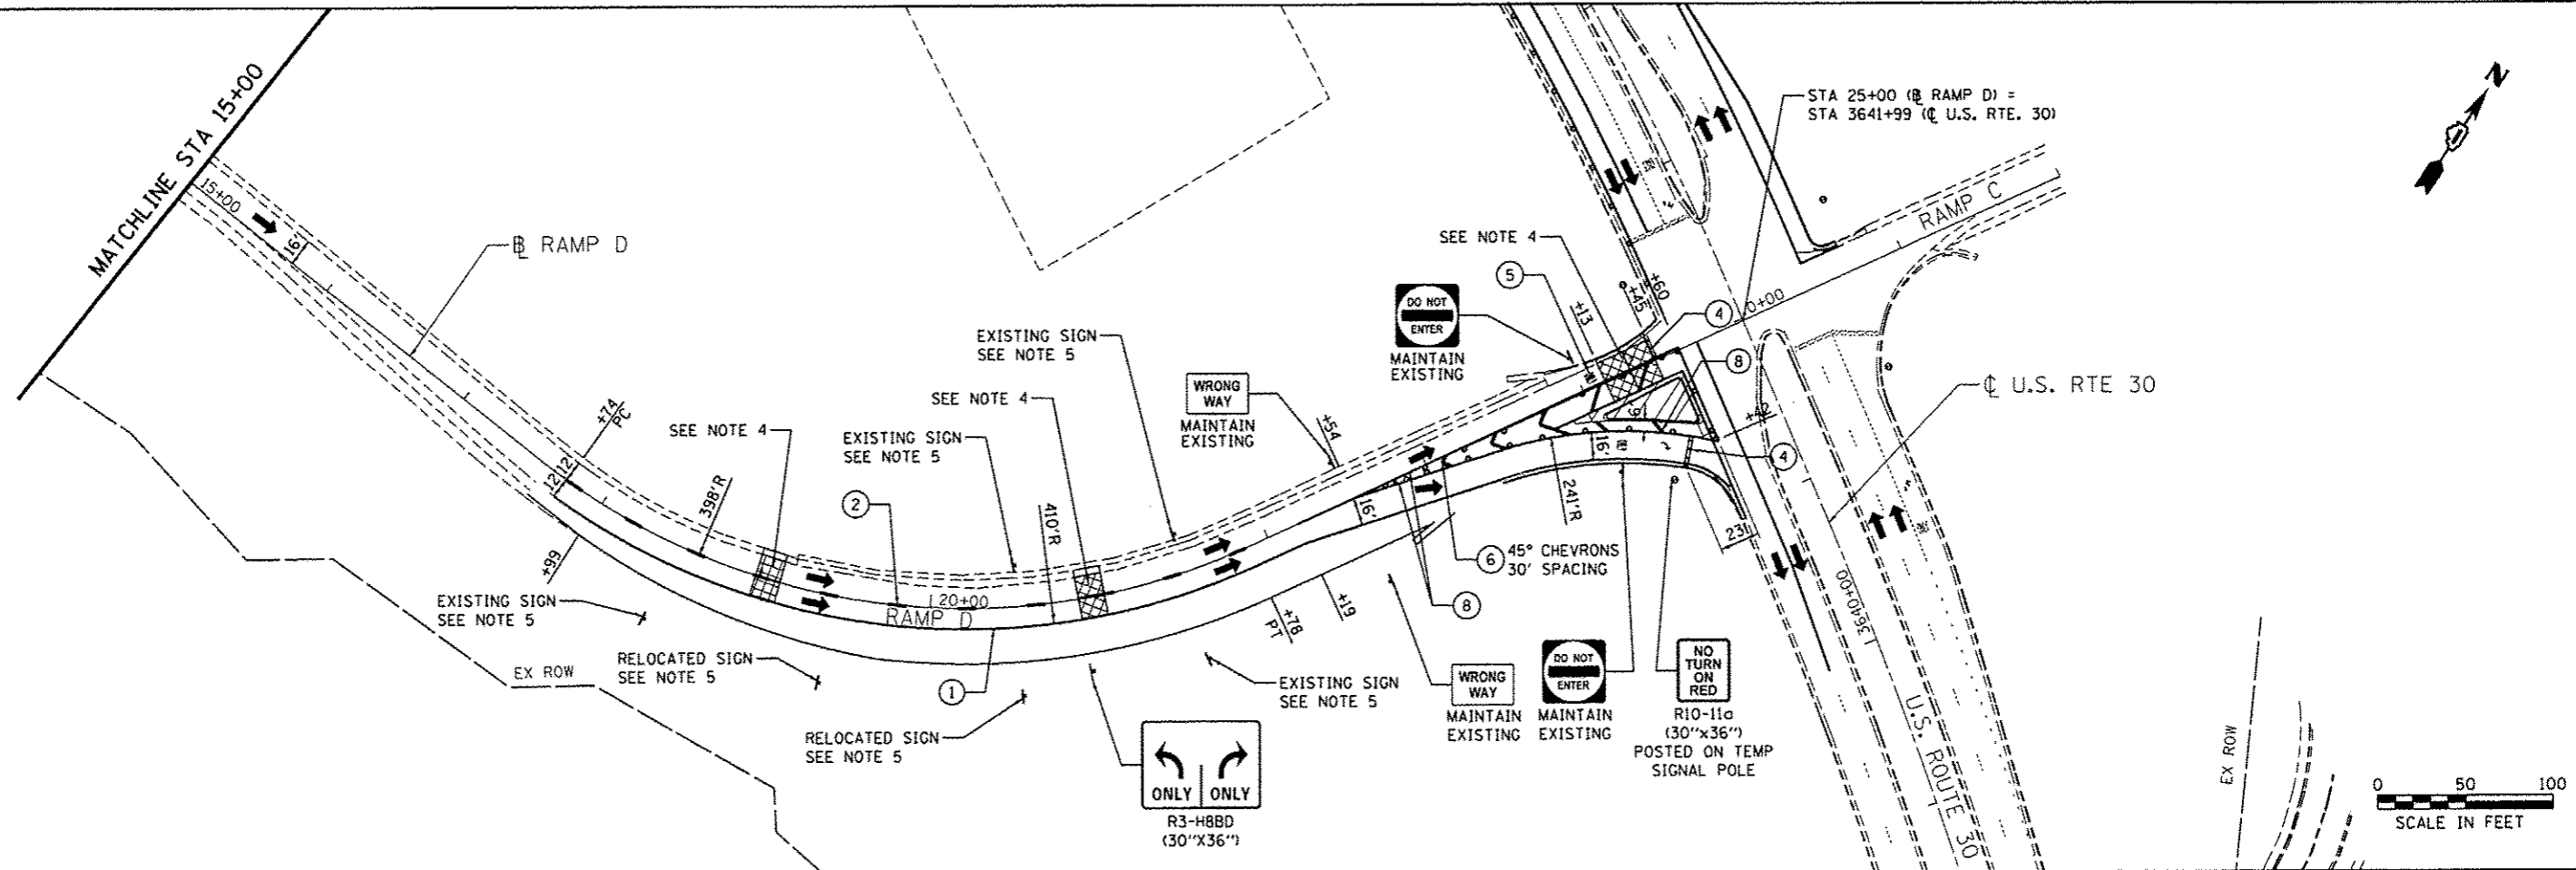 MATCHLINE STA 15+00
15+00
16'
℄ RAMP D
+74
PC
12'
12'
398'R
+99
SEE NOTE 4
2
EXISTING SIGN
SEE NOTE 5
SEE NOTE 4
EXISTING SIGN
SEE NOTE 5
410'R
20+00
RAMP D
1
EXISTING SIGN
SEE NOTE 5
RELOCATED SIGN
SEE NOTE 5
RELOCATED SIGN
SEE NOTE 5
EX ROW
ONLY
ONLY
R3-H8BD
(30"X36")
EXISTING SIGN
SEE NOTE 5
+78
PT
+19
WRONG
WAY
MAINTAIN
EXISTING
+54
16'
DO NOT
ENTER
MAINTAIN
EXISTING
5
SEE NOTE 4
+13
+45
+60
4
8
+42
4
16'
241'R
23'
6
45° CHEVRONS
30' SPACING
8
WRONG
WAY
MAINTAIN
EXISTING
DO NOT
ENTER
MAINTAIN
EXISTING
NO
TURN
ON
RED
R10-11a
(30"x36")
POSTED ON TEMP
SIGNAL POLE
STA 25+00 (℄ RAMP D) =
STA 3641+99 (℄ U.S. RTE. 30)
RAMP C
0+00
℄ U.S. RTE 30
3640+00
U.S. ROUTE 30
EX ROW
N
0 50 100
SCALE IN FEET